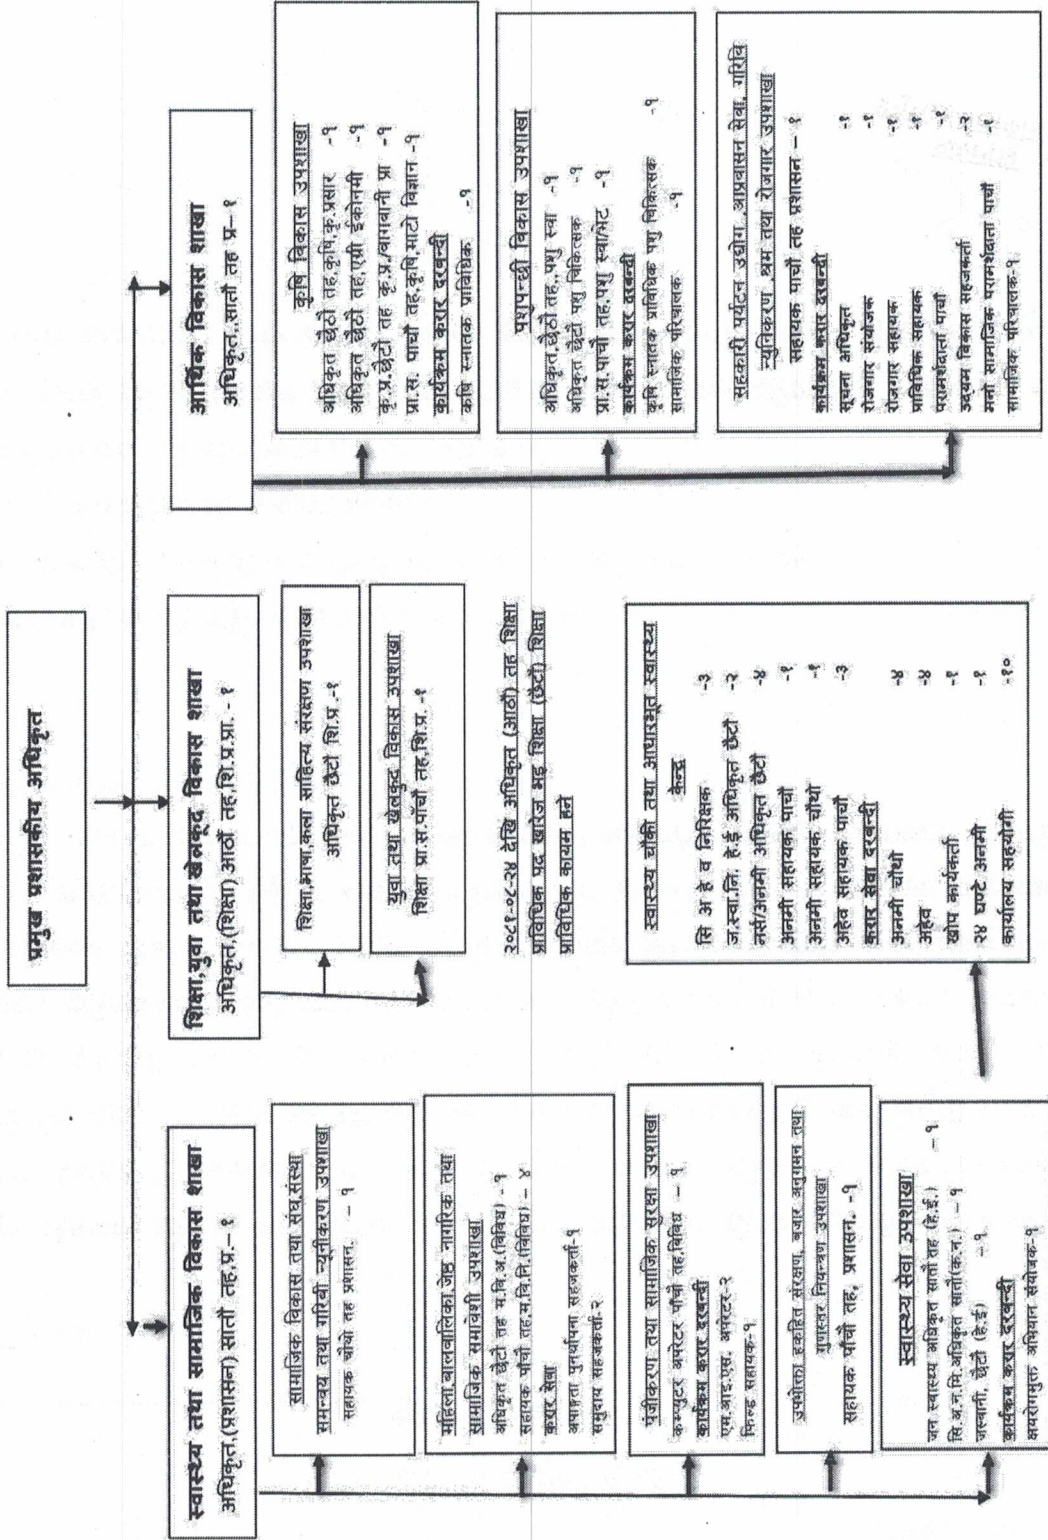 प्रमुख प्रशासकीय अधिकृत
स्वास्थ्य तथा सामाजिक विकास शाखा
अधिकृत,(प्रशासन) सातौं तह,प्र.–१
सामाजिक विकास तथा संघ,संस्था
समन्वय तथा गरिबी न्यूनीकरण उपशाखा
सहायक चोथो तह प्रशासन. – १
महिला,बालबालिका,जेष्ठ नागरिक तथा
सामाजिक समावेशी उपशाखा
अधिकृत छैटौं तह म.वि.अ.(विविध) - १
सहायक पाँचौ तह,म.वि.नि.(विविध) – ४
करार सेवा
अपाङ्गता पुनर्थापना सहजकर्ता-१
समुदाय सहजकर्ता-२
पंजीकरण तथा सामाजिक सुरक्षा उपशाखा
कम्प्युटर अपरेटर पाँचौ तह,विविध – १
कार्यक्रम करार दरबन्दी
एम.आइ.एस. अपरेटर-२
फिल्ड सहायक-१
उपभोक्ता हकहित संरक्षण, बजार अनुगमन तथा
गुणस्तर नियन्त्रण उपशाखा
सहायक पाँचौ तह, प्रशासन. -१
स्वास्थ्य सेवा उपशाखा
जन स्वास्थ्य अधिकृत सातौं तह (हे.ई.) – १
सि.अ.न.मि.अधिकृत सातौं(क.न.) – १
जस्वानी, छैटौं (हे.ई) – १
कार्यक्रम करार दरबन्दी
क्षयरोगमुक्त अभियान संयोजक-१
शिक्षा,युवा तथा खेलकूद विकास शाखा
अधिकृत,(शिक्षा) आठौं तह,शि.प्र.प्रा. - १
शिक्षा,भाषा,कला साहित्य संरक्षण उपशाखा
अधिकृत छैटौं शि.प्र.-१
युवा तथा खेलकुद विकास उपशाखा
शिक्षा प्रा.स.पाँचौ तह,शि.प्र.-१
२०८१-०८-२४ देखि अधिकृत (आठौं) तह शिक्षा
प्राविधिक पद खारेज भइ शिक्षा (छैटौं) शिक्षा
प्राविधिक कायम हुने
स्वास्थ्य चौकी तथा आधारभूत स्वास्थ्य
केन्द्र
सि अ हे व निरिक्षक -३
ज.स्वा.नि. हे.ई अधिकृत छैटौं -२
नर्स/अनमी अधिकृत छैटौं -४
अनमी सहायक पाचौं -१
अनमी सहायक चौथो -१
अहेव सहायक पाचौं -३
करार सेवा दरबन्दी
अनमी चौथो -४
अहेव -४
खोप कार्यकर्ता -१
२४ घण्टे अनमी -१
कार्यालय सहयोगी -१०
आर्थिक विकास शाखा
अधिकृत,,सातौं तह प्र– १
कृषि विकास उपशाखा
अधिकृत छैठौं तह,कृषि,कृ.प्रसार -१
अधिकृत छैठौं तह,एग्री ईकोनमी -१
कृ.प्र.छैटौं तह कृ.प्र./बागवानी प्रा -१
प्रा.स. पाचौं तह,कृषि,माटो विज्ञान -१
कार्यक्रम करार दरबन्दी
कृषि स्नातक प्राविधिक -१
पशुपन्छी विकास उपशाखा
अधिकृत,छैठौं तह,,पशु स्वा -१
अधिकृत छैटौं पशु चिकित्सक -१
प्रा.स.पाचौं तह,पशु स्वा/भेट -१
कार्यक्रम करार दरबन्दी
कृषि स्नातक प्राविधिक पशु चिकित्सक -१
सामाजिक परिचालक -१
सहकारी पर्यटन उद्योग ,आप्रवासन सेवा, गरिवि
न्युनिकरण ,श्रम तथा रोजगार उपशाखा
सहायक पाचौं तह प्रशासन – १
कार्यक्रम करार दरबन्दी
सूचना अधिकृत -१
रोजगार संयोजक -१
रोजगार सहायक -१
प्राविधिक सहायक -१
परामर्शदाता पाचौं -१
उद्यम विकास सहजकर्ता -२
मनो सामाजिक परामर्शदाता पाचौं -१
सामाजिक परिचालक-१